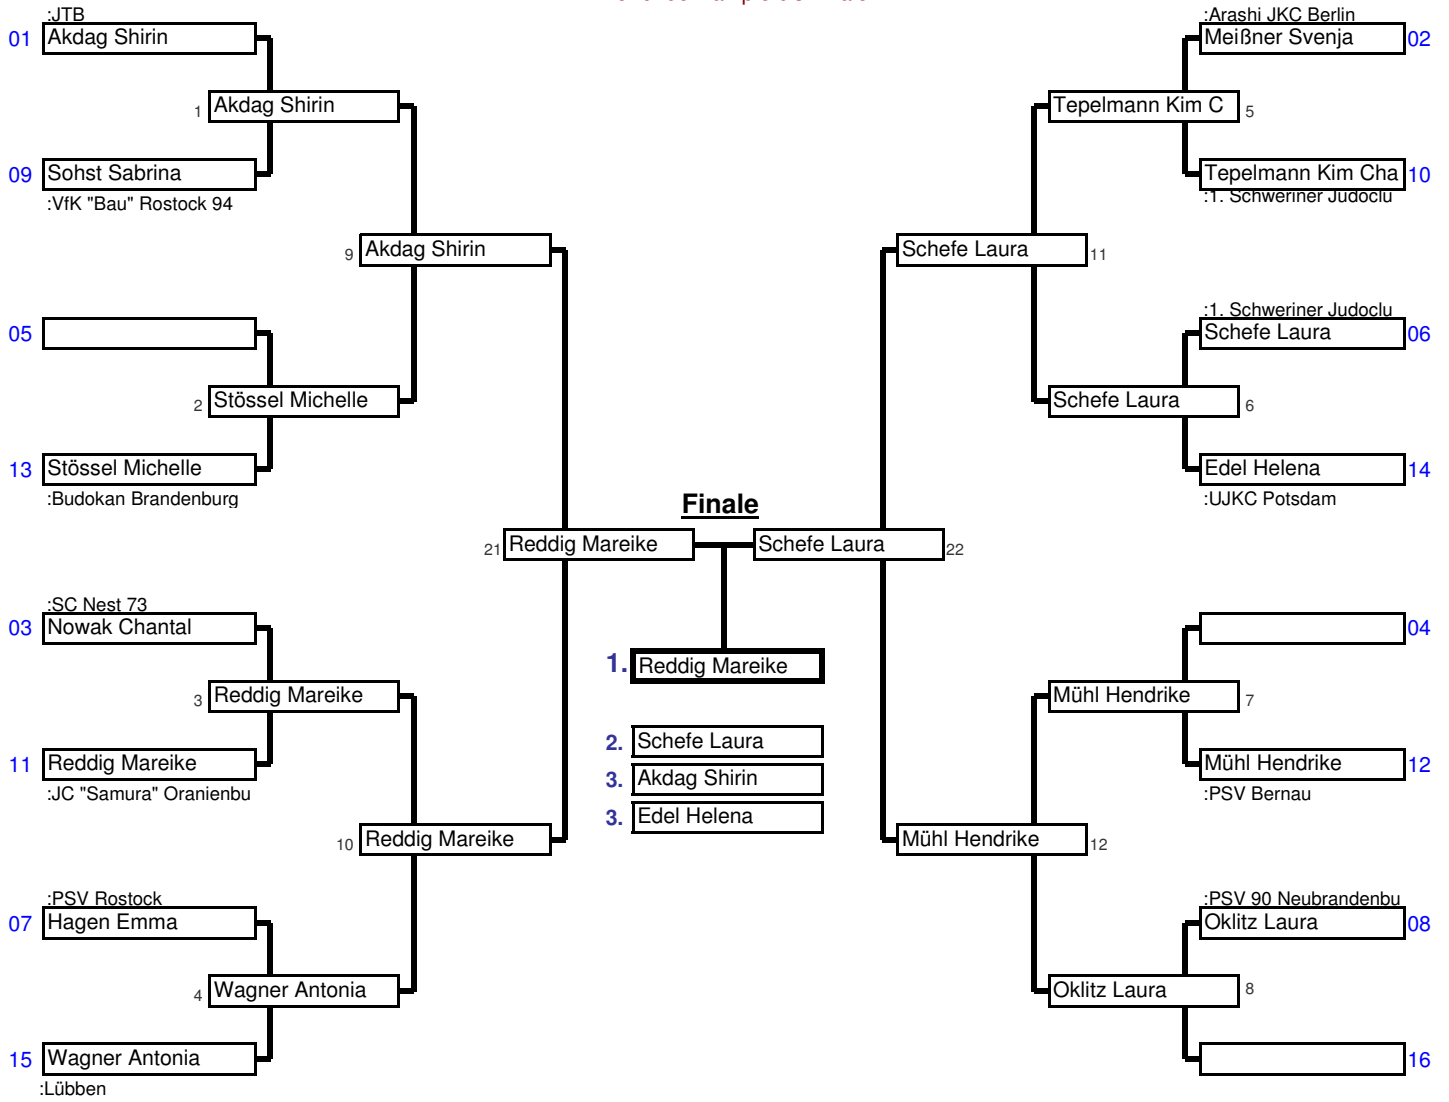 :JTB
01 Akdag Shirin
1 Akdag Shirin
09 Sohst Sabrina
:VfK "Bau" Rostock 94
9 Akdag Shirin
05
2 Stössel Michelle
13 Stössel Michelle
:Budokan Brandenburg
21 Reddig Mareike
:SC Nest 73
03 Nowak Chantal
3 Reddig Mareike
11 Reddig Mareike
:JC "Samura" Oranienbu
10 Reddig Mareike
:PSV Rostock
07 Hagen Emma
4 Wagner Antonia
15 Wagner Antonia
:Lübben
Finale
1. Reddig Mareike
2. Schefe Laura
3. Akdag Shirin
3. Edel Helena
:Arashi JKC Berlin
Meißner Svenja 02
Tepelmann Kim C 5
Tepelmann Kim Cha 10
:1. Schweriner Judoclu
Schefe Laura 11
:1. Schweriner Judoclu
Schefe Laura 06
Schefe Laura 6
Edel Helena 14
:UJKC Potsdam
Schefe Laura 22
04
Mühl Hendrike 7
Mühl Hendrike 12
:PSV Bernau
Mühl Hendrike 12
:PSV 90 Neubrandenbu
Oklitz Laura 08
Oklitz Laura 8
16